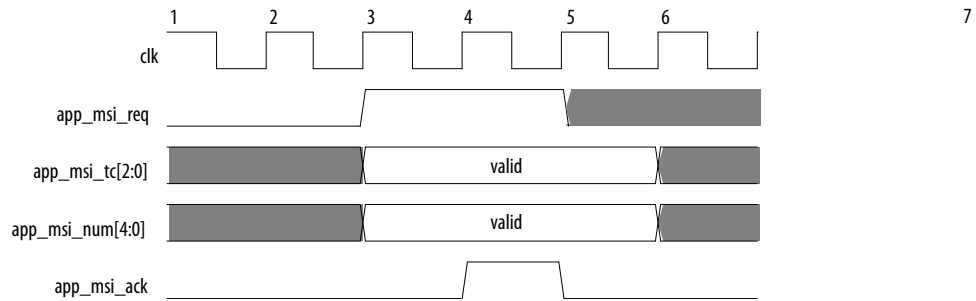 1 2 3 4 5 6 7
clk
app_msi_req
app_msi_tc[2:0] valid
app_msi_num[4:0] valid
app_msi_ack